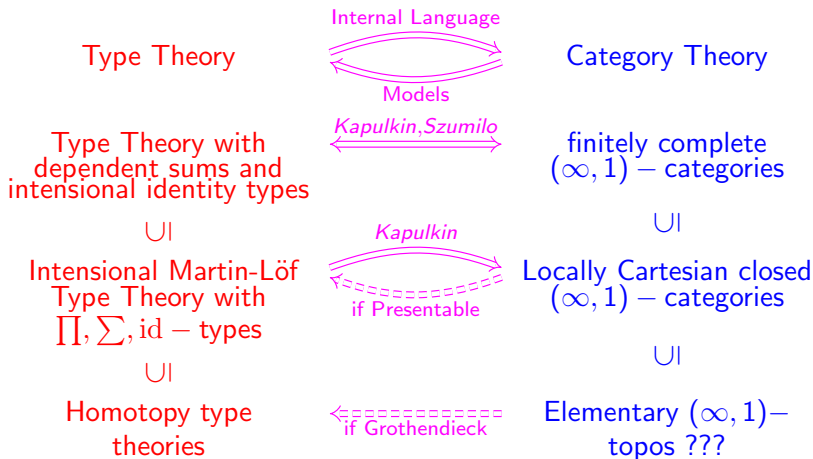 Internal Language
Type Theory
Category Theory
Models
Kapulkin,Szumilo
Type Theory with
dependent sums and
intensional identity types
finitely complete
(∞, 1) − categories
∪|
∪|
Kapulkin
Intensional Martin-Löf
Type Theory with
∏, ∑, id − types
Locally Cartesian closed
(∞, 1) − categories
if Presentable
∪|
∪|
Homotopy type
theories
if Grothendieck
Elementary (∞, 1)−
topos ???